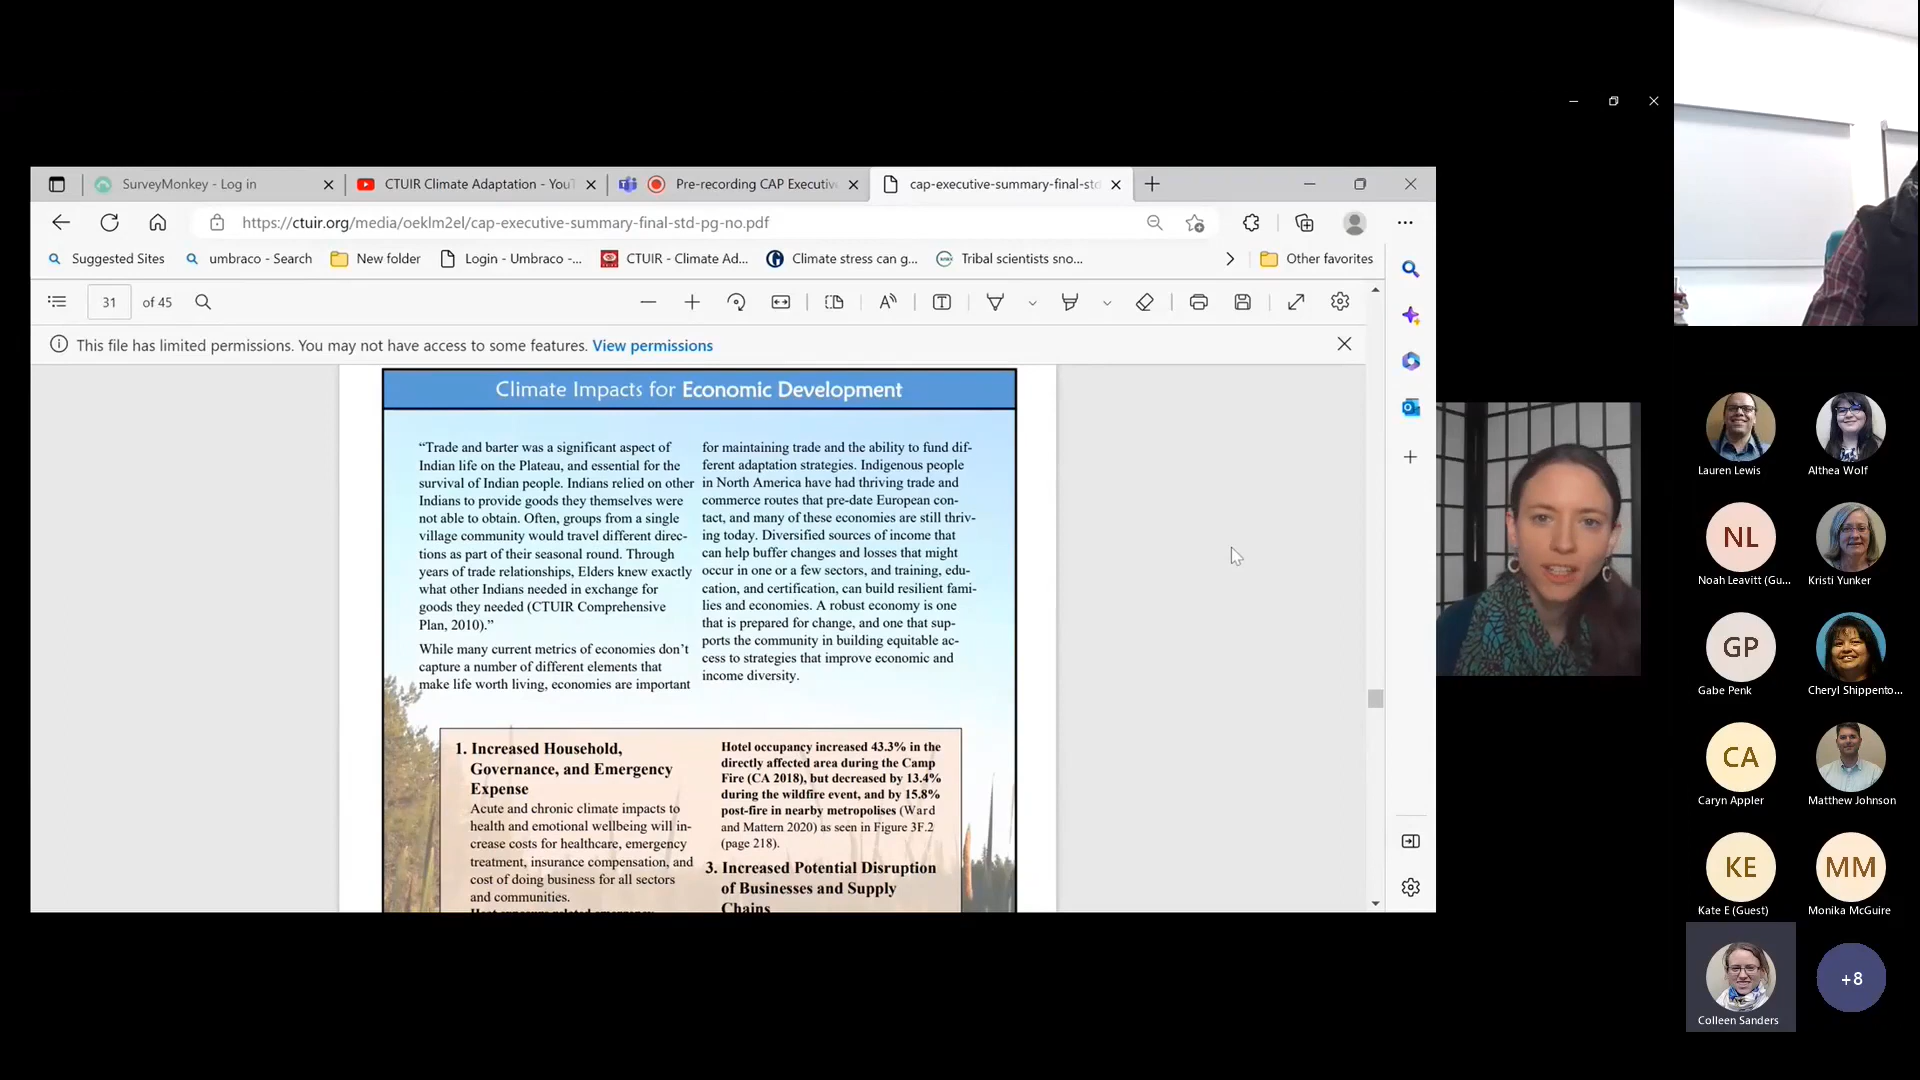 SurveyMonkey - Log in
CTUIR Climate Adaptation - You
Pre-recording CAP Executiv
cap-executive-summary-final-std
https://ctuir.org/media/oeklm2el/cap-executive-summary-final-std-pg-no.pdf
Suggested Sites
umbraco - Search
New folder
Login - Umbraco -...
CTUIR - Climate Ad...
Climate stress can g...
Tribal scientists sno...
Other favorites
31 of 45
This file has limited permissions. You may not have access to some features. View permissions
Climate Impacts for Economic Development
“Trade and barter was a significant aspect of
Indian life on the Plateau, and essential for the
survival of Indian people. Indians relied on other
Indians to provide goods they themselves were
not able to obtain. Often, groups from a single
village community would travel different direc-
tions as part of their seasonal round. Through
years of trade relationships, Elders knew exactly
what other Indians needed in exchange for
goods they needed (CTUIR Comprehensive
Plan, 2010).”
While many current metrics of economies don’t
capture a number of different elements that
make life worth living, economies are important
for maintaining trade and the ability to fund dif-
ferent adaptation strategies. Indigenous people
in North America have had thriving trade and
commerce routes that pre-date European con-
tact, and many of these economies are still thriv-
ing today. Diversified sources of income that
can help buffer changes and losses that might
occur in one or a few sectors, and training, edu-
cation, and certification, can build resilient fami-
lies and economies. A robust economy is one
that is prepared for change, and one that sup-
ports the community in building equitable ac-
cess to strategies that improve economic and
income diversity.
1. Increased Household,
Governance, and Emergency
Expense
Acute and chronic climate impacts to
health and emotional wellbeing will in-
crease costs for healthcare, emergency
treatment, insurance compensation, and
cost of doing business for all sectors
and communities.
Hotel occupancy increased 43.3% in the
directly affected area during the Camp
Fire (CA 2018), but decreased by 13.4%
during the wildfire event, and by 15.8%
post-fire in nearby metropolises (Ward
and Mattern 2020) as seen in Figure 3F.2
(page 218).
3. Increased Potential Disruption
of Businesses and Supply
Chains
Lauren Lewis
Althea Wolf
NL
Noah Leavitt (Gu...
Kristi Yunker
GP
Gabe Penk
Cheryl Shippento...
CA
Caryn Appler
Matthew Johnson
KE
Kate E (Guest)
MM
Monika McGuire
Colleen Sanders
+8